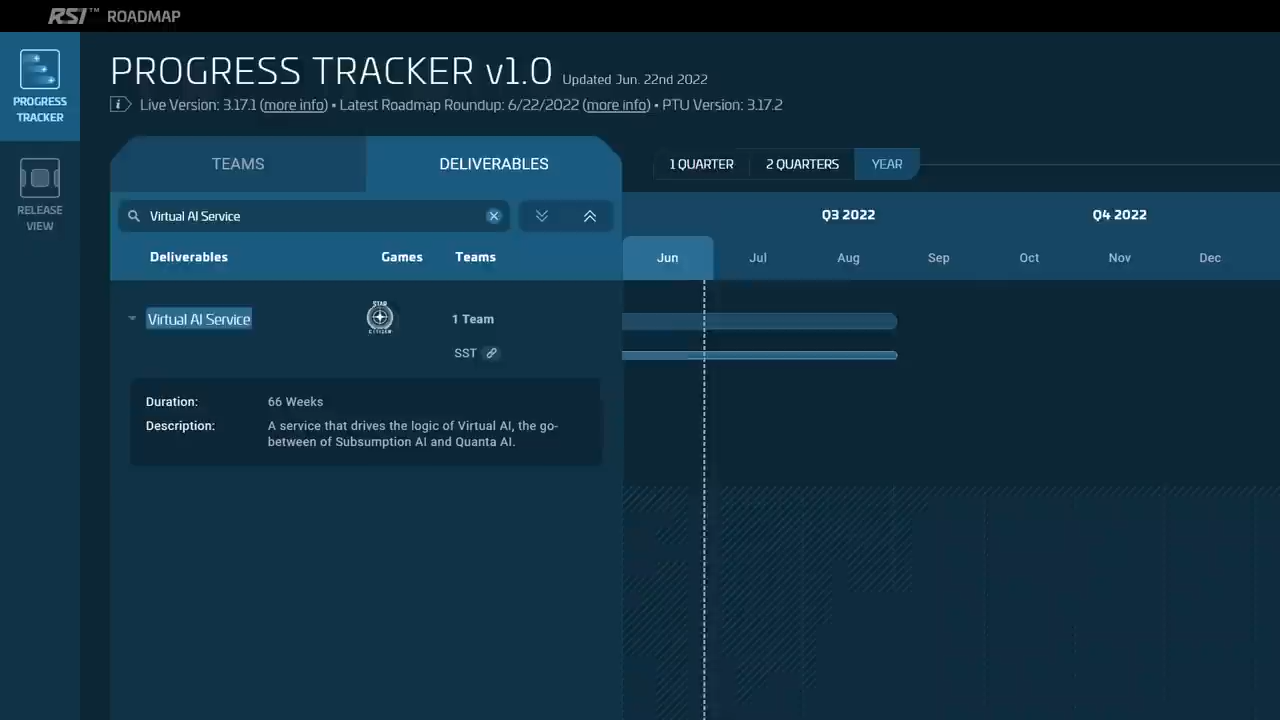 RSI™ ROADMAP
PROGRESS TRACKER
PROGRESS TRACKER v1.0 Updated Jun. 22nd 2022
Live Version: 3.17.1 (more info) • Latest Roadmap Roundup: 6/22/2022 (more info) • PTU Version: 3.17.2
RELEASE VIEW
TEAMS DELIVERABLES
1 QUARTER 2 QUARTERS YEAR
Virtual AI Service
Q3 2022 Q4 2022
Deliverables Games Teams
Jun Jul Aug Sep Oct Nov Dec
Virtual AI Service
STAR CITIZEN
1 Team
SST
Duration: 66 Weeks
Description: A service that drives the logic of Virtual AI, the go-
between of Subsumption AI and Quanta AI.